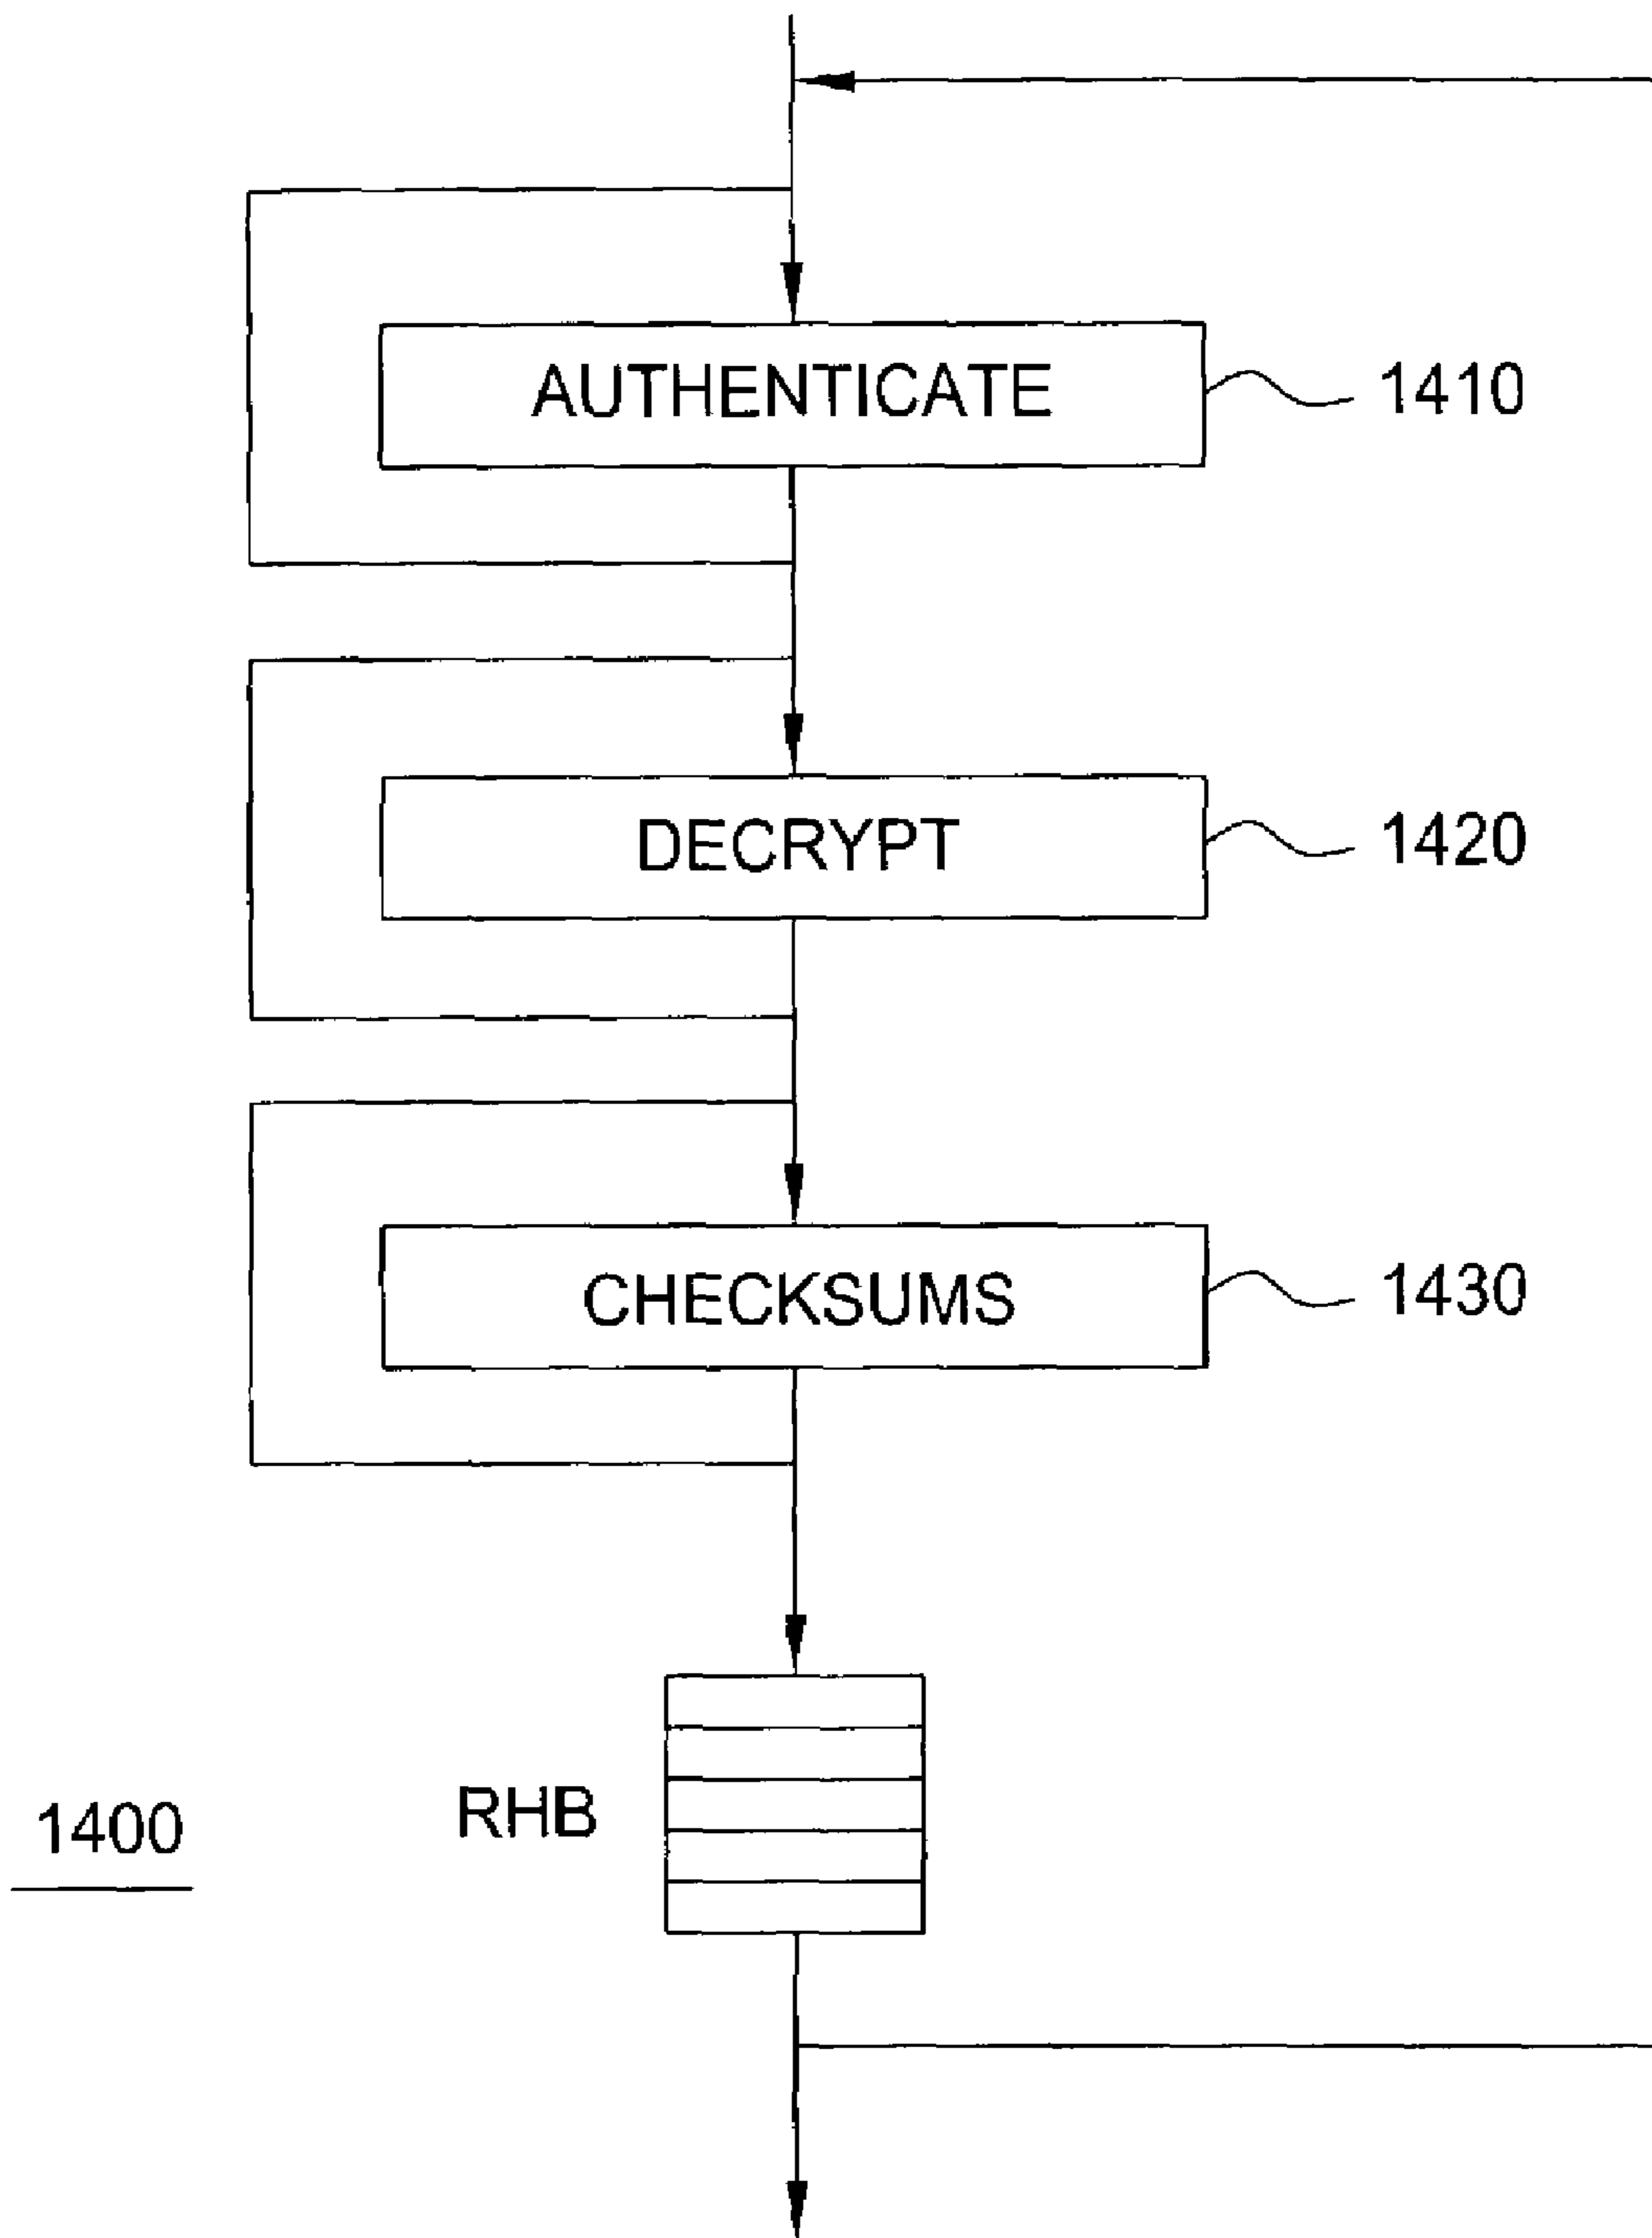 AUTHENTICATE 1410
DECRYPT 1420
CHECKSUMS 1430
RHB
1400